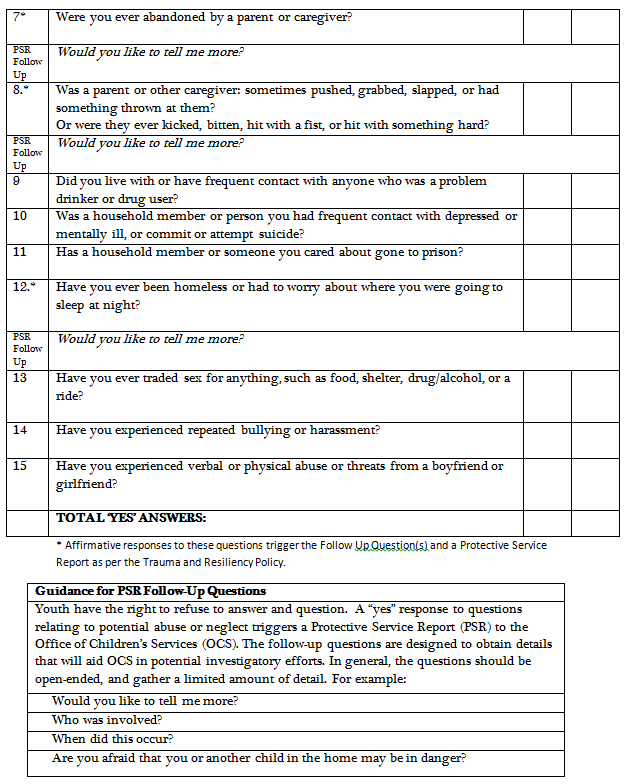 7* Were you ever abandoned by a parent or caregiver?
PSR
Follow
Up
Would you like to tell me more?
8.* Was a parent or other caregiver: sometimes pushed, grabbed, slapped, or had
something thrown at them?
Or were they ever kicked, bitten, hit with a fist, or hit with something hard?
PSR
Follow
Up
Would you like to tell me more?
9 Did you live with or have frequent contact with anyone who was a problem
drinker or drug user?
10 Was a household member or person you had frequent contact with depressed or
mentally ill, or commit or attempt suicide?
11 Has a household member or someone you cared about gone to prison?
12.* Have you ever been homeless or had to worry about where you were going to
sleep at night?
PSR
Follow
Up
Would you like to tell me more?
13 Have you ever traded sex for anything, such as food, shelter, drug/alcohol, or a
ride?
14 Have you experienced repeated bullying or harassment?
15 Have you experienced verbal or physical abuse or threats from a boyfriend or
girlfriend?
TOTAL ‘YES’ ANSWERS:
* Affirmative responses to these questions trigger the Follow Up Question(s) and a Protective Service
Report as per the Trauma and Resiliency Policy.
Guidance for PSR Follow-Up Questions
Youth have the right to refuse to answer and question. A “yes” response to questions
relating to potential abuse or neglect triggers a Protective Service Report (PSR) to the
Office of Children’s Services (OCS). The follow-up questions are designed to obtain details
that will aid OCS in potential investigatory efforts. In general, the questions should be
open-ended, and gather a limited amount of detail. For example:
Would you like to tell me more?
Who was involved?
When did this occur?
Are you afraid that you or another child in the home may be in danger?